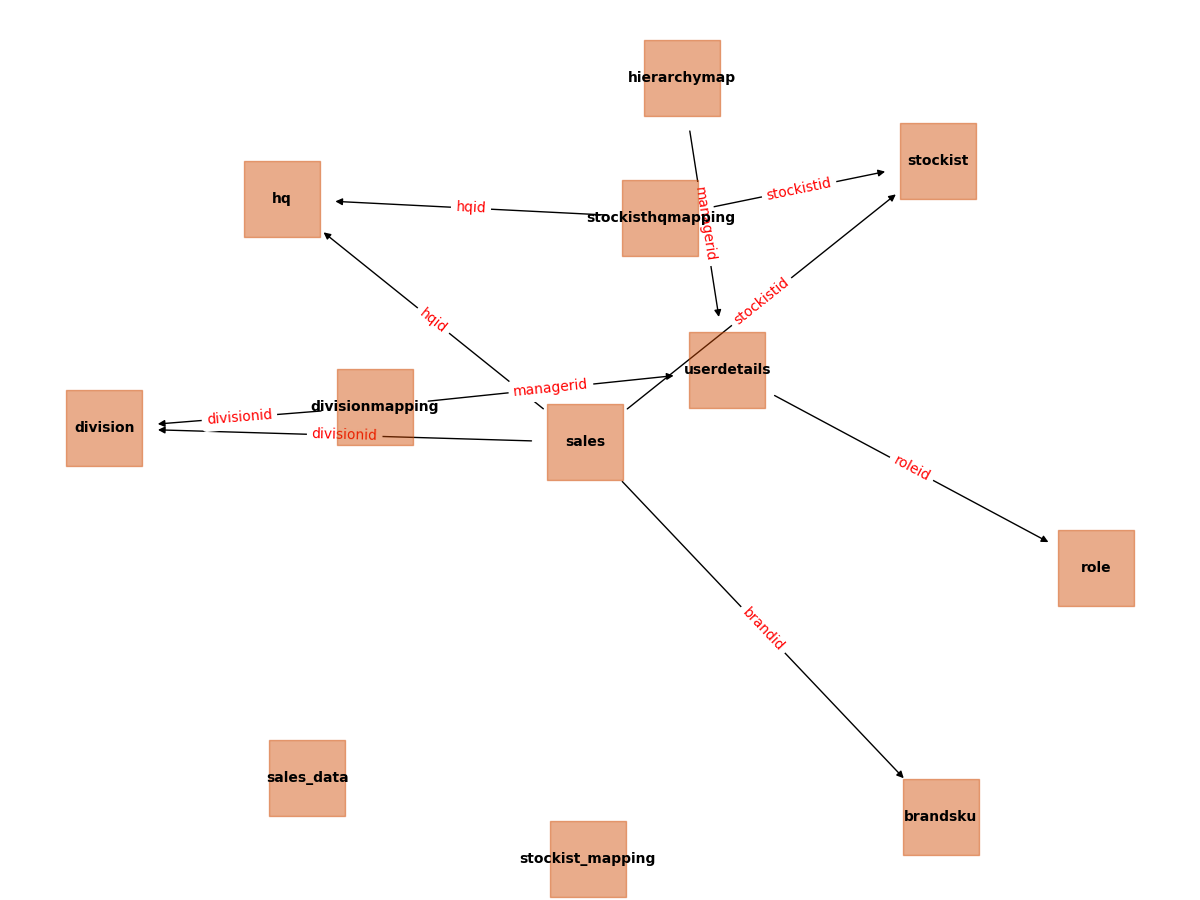 hierarchymap
stockist
stockistid
hq
hqid
stockisthqmapping
managerid
stockistid
hqid
userdetails
managerid
divisionmapping
divisionid
division
divisionid
sales
roleid
role
brandid
sales_data
brandsku
stockist_mapping